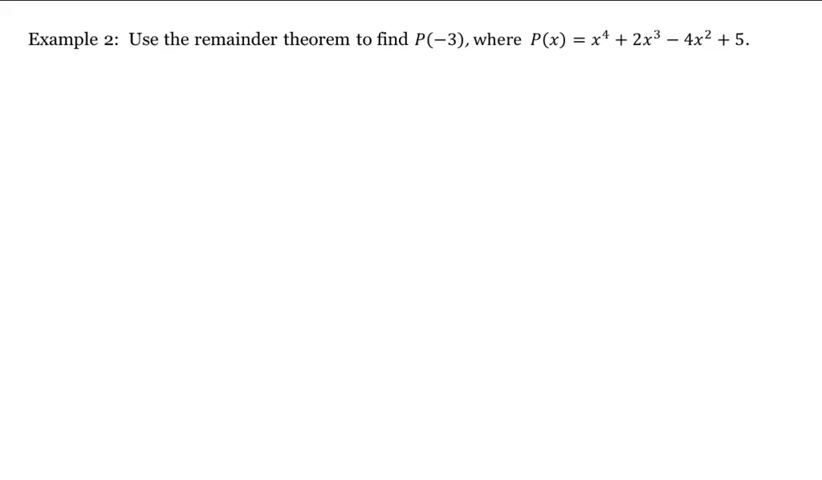 Example 2:  Use the remainder theorem to find P(−3), where  P(x) = x⁴ + 2x³ − 4x² + 5.